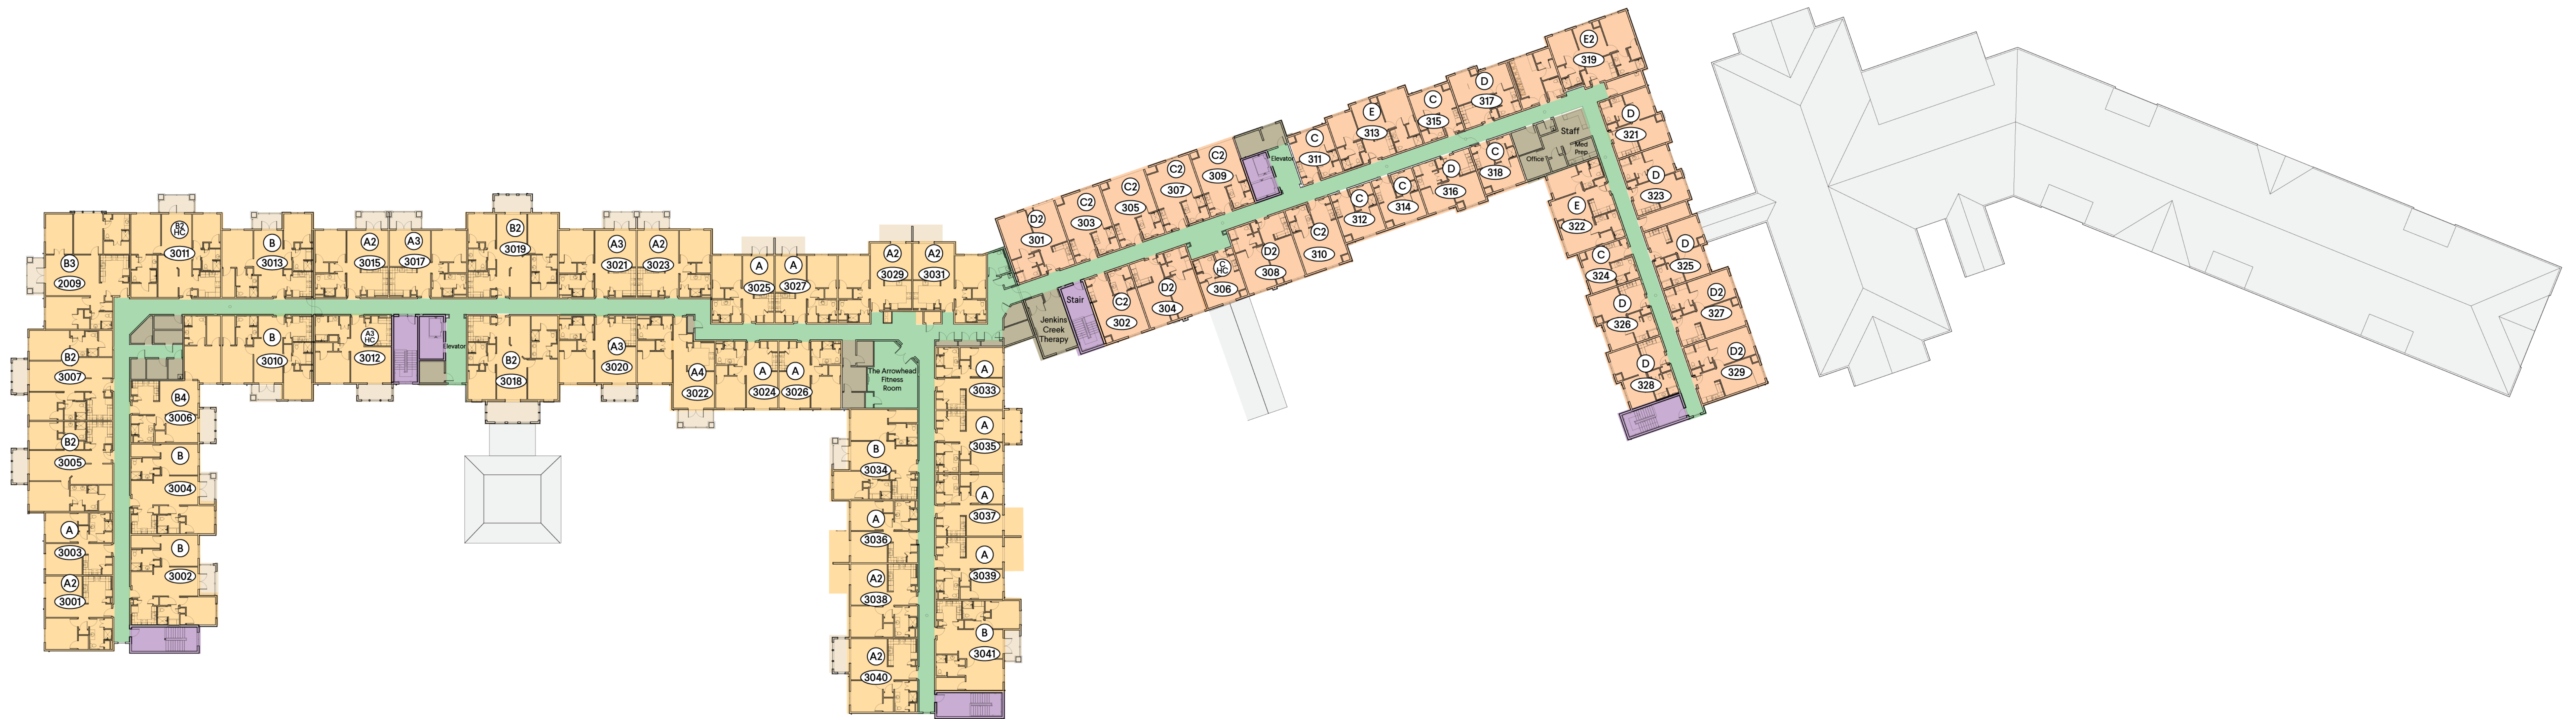 B3
2009
B2
HC
3011
B
3013
A2
3015
A3
3017
B2
3019
A3
3021
A2
3023
A
3025
A
3027
A2
3029
A2
3031
B2
3007
B2
3005
A
3003
A2
3001
B4
3006
B
3004
B
3002
B
3010
A3
HC
3012
Elevator
B2
3018
A3
3020
A4
3022
A
3024
A
3026
The Arrowhead
Fitness
Room
A
3033
A
3035
A
3037
A
3039
B
3041
B
3034
A
3036
A2
3038
A2
3040
Jenkins
Creek
Therapy
Stair
D2
301
C2
303
C2
305
C2
307
C2
309
Elevator
C
311
E
313
C
315
D
317
E2
319
C2
302
D2
304
C
HC
306
D2
308
C2
310
C
312
C
314
D
316
C
318
Office
Staff
Med
Prep
D
321
D
323
D
325
D2
327
D2
329
E
322
C
324
D
326
D
328